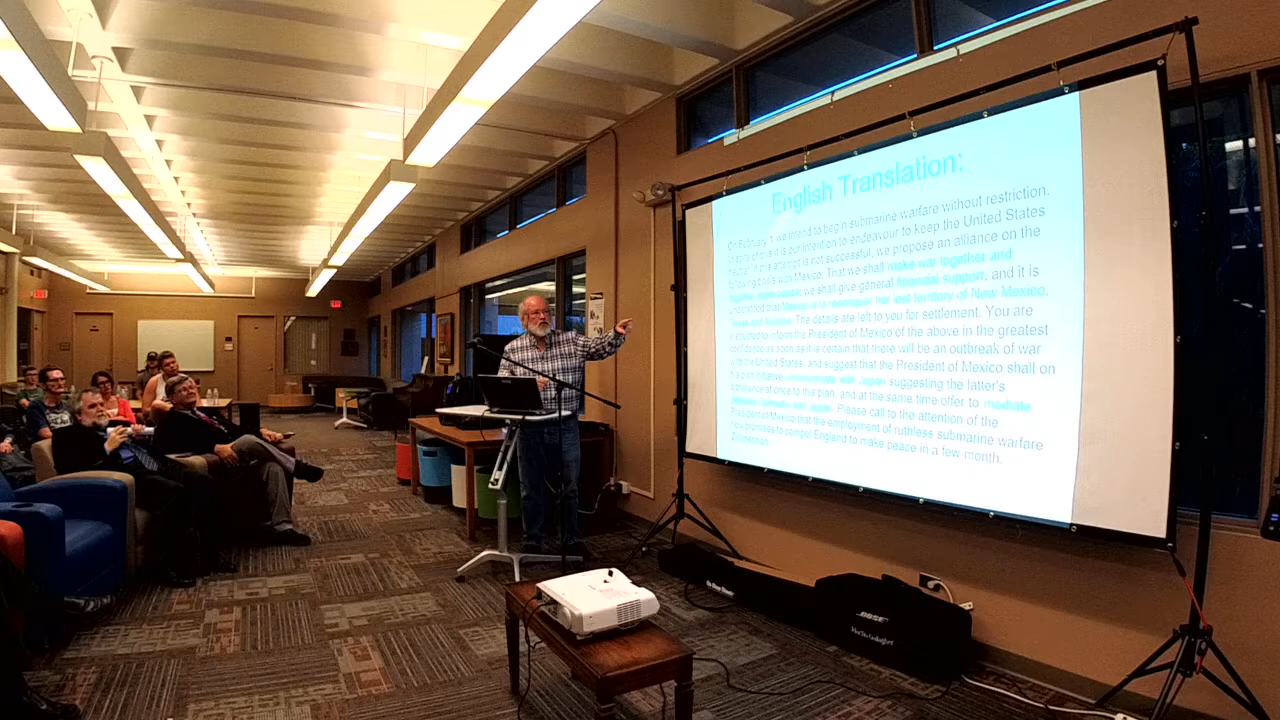 English Translation:
On February 1 we intend to begin submarine warfare without restriction.
In spite of this it is our intention to endeavour to keep the United States
neutral. If this attempt is not successful, we propose an alliance on the
following basis with Mexico: That we shall make war together and
together make peace; we shall give general financial support, and it is
understood that Mexico is to reconquer her lost territory of New Mexico,
Texas and Arizona. The details are left to you for settlement. You are
instructed to inform the President of Mexico of the above in the greatest
confidence as soon as it is certain that there will be an outbreak of war
with the United States, and suggest that the President of Mexico shall on
his own initiative communicate with Japan suggesting the latter's
adherence at once to this plan, and at the same time offer to mediate
between Germany and Japan. Please call to the attention of the
President of Mexico that the employment of ruthless submarine warfare
now promises to compel England to make peace in a few month.
Zimmerman
BOSE